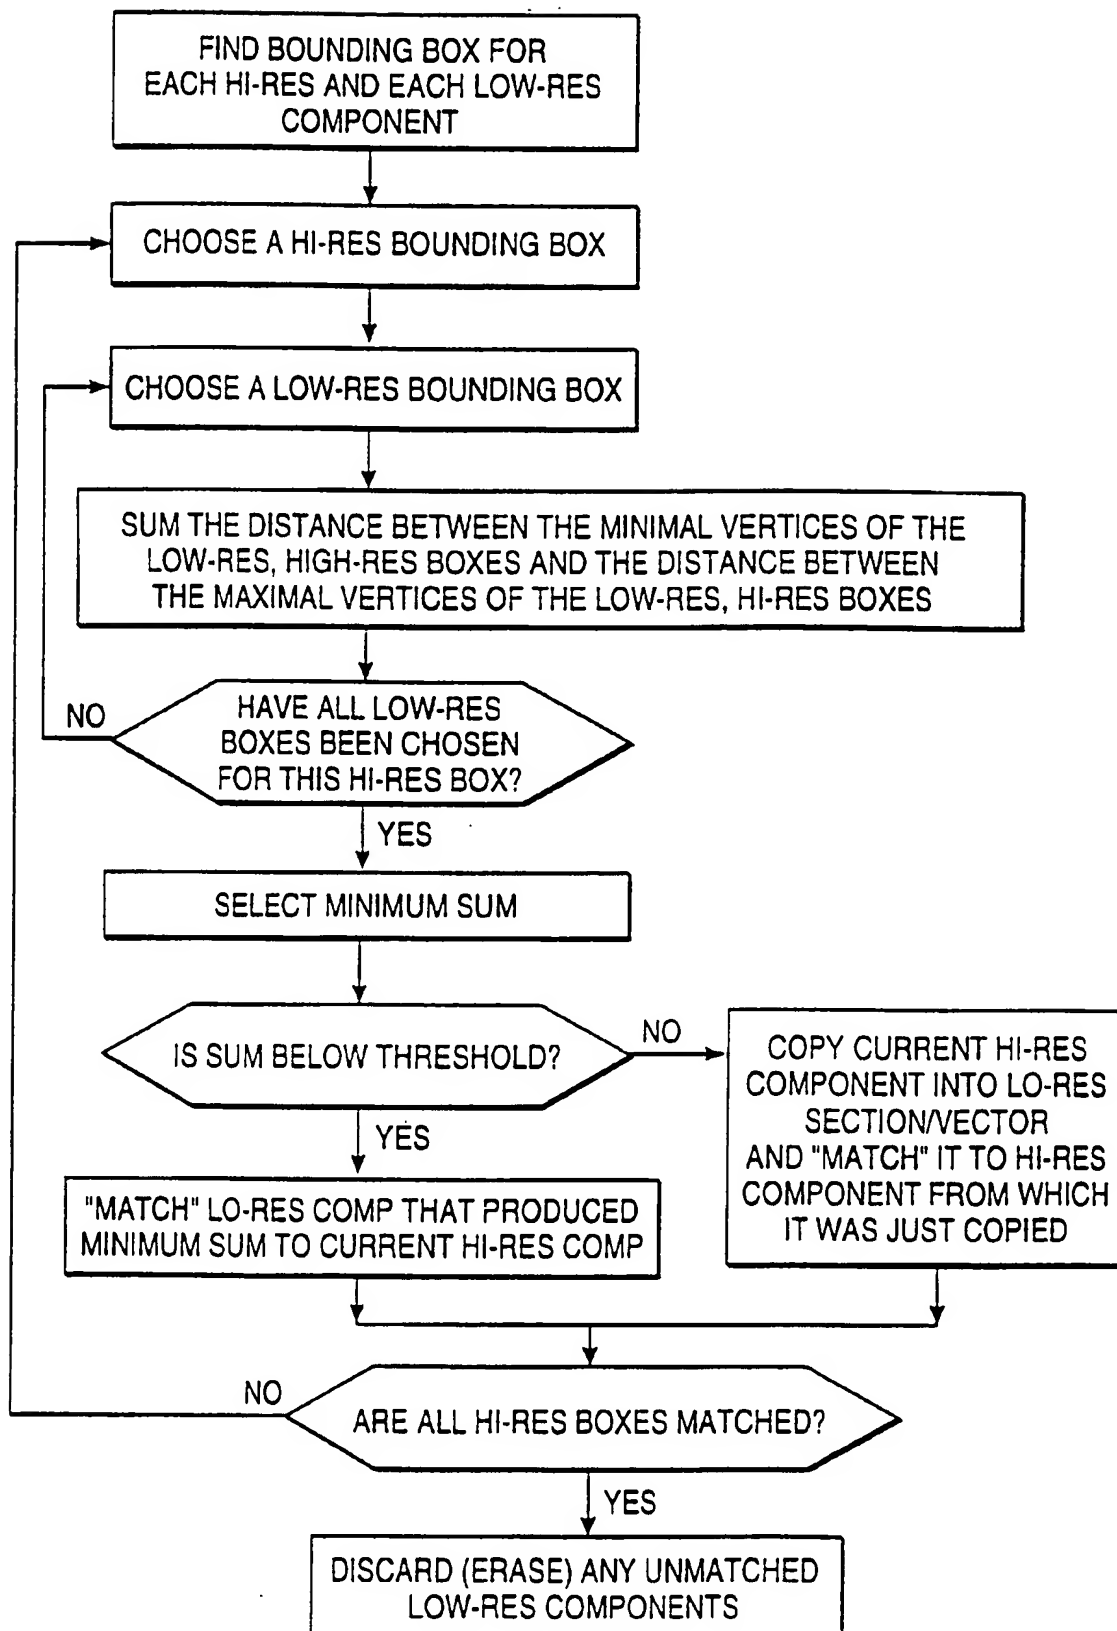 FIND BOUNDING BOX FOR
EACH HI-RES AND EACH LOW-RES
COMPONENT
CHOOSE A HI-RES BOUNDING BOX
CHOOSE A LOW-RES BOUNDING BOX
SUM THE DISTANCE BETWEEN THE MINIMAL VERTICES OF THE
LOW-RES, HIGH-RES BOXES AND THE DISTANCE BETWEEN
THE MAXIMAL VERTICES OF THE LOW-RES, HI-RES BOXES
NO
HAVE ALL LOW-RES
BOXES BEEN CHOSEN
FOR THIS HI-RES BOX?
YES
SELECT MINIMUM SUM
IS SUM BELOW THRESHOLD?
NO
COPY CURRENT HI-RES
COMPONENT INTO LO-RES
SECTION/VECTOR
AND "MATCH" IT TO HI-RES
COMPONENT FROM WHICH
IT WAS JUST COPIED
YES
"MATCH" LO-RES COMP THAT PRODUCED
MINIMUM SUM TO CURRENT HI-RES COMP
NO
ARE ALL HI-RES BOXES MATCHED?
YES
DISCARD (ERASE) ANY UNMATCHED
LOW-RES COMPONENTS